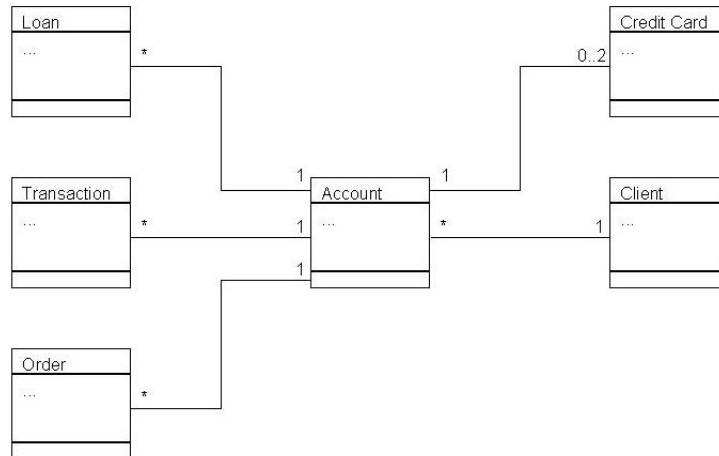 Loan
...
*
Credit Card
...
0..2
Transaction
...
*
1
1
1
Account
...
1
*
Client
...
1
Order
...
*